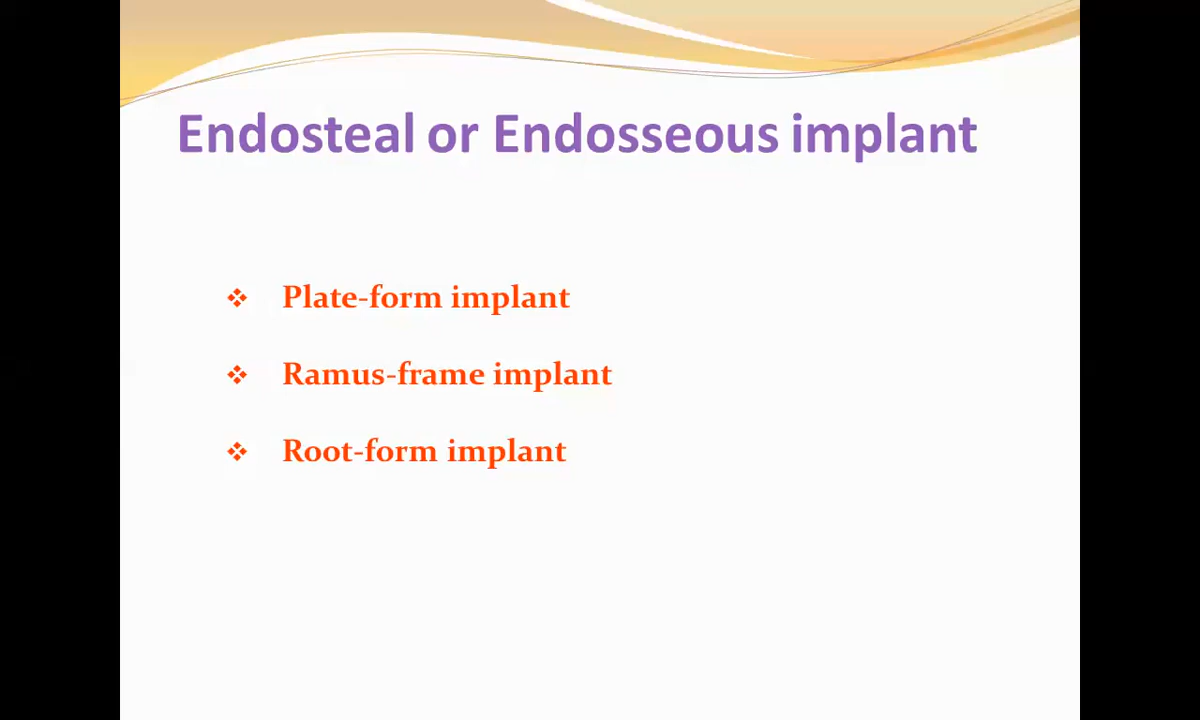 Endosteal or Endosseous implant
❖ Plate-form implant
❖ Ramus-frame implant
❖ Root-form implant